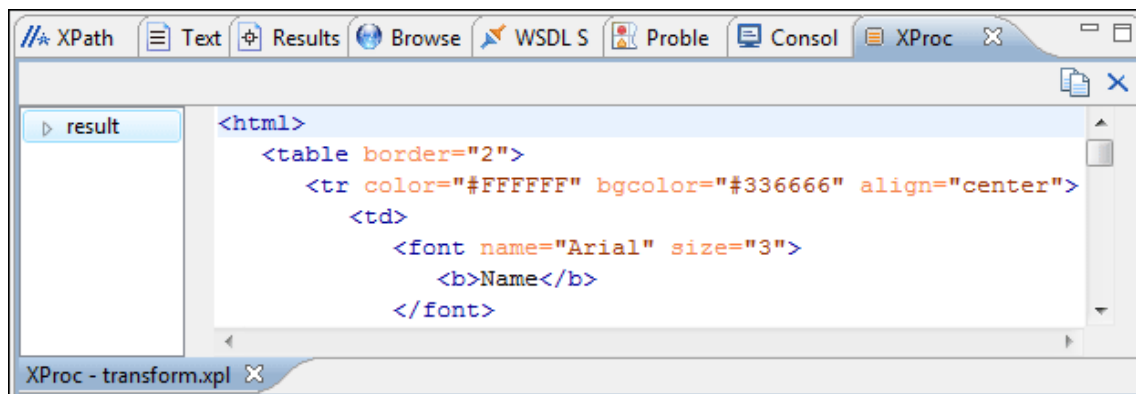 XPath Text Results Browse WSDL S Proble Consol XProc
result
<html>
<table border="2">
<tr color="#FFFFFF" bgcolor="#336666" align="center">
<td>
<font name="Arial" size="3">
<b>Name</b>
</font>
XProc - transform.xpl